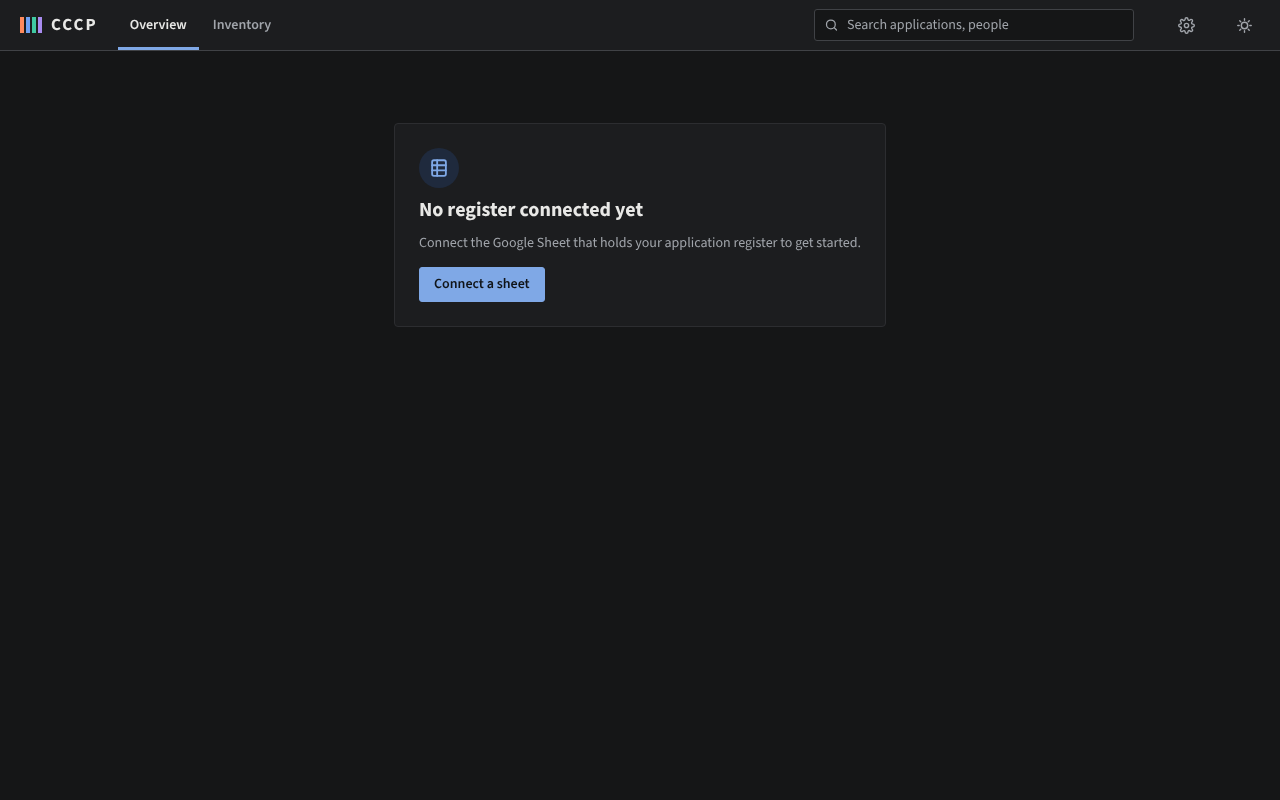 CCCP
Overview
Inventory
Search applications, people
No register connected yet
Connect the Google Sheet that holds your application register to get started.
Connect a sheet